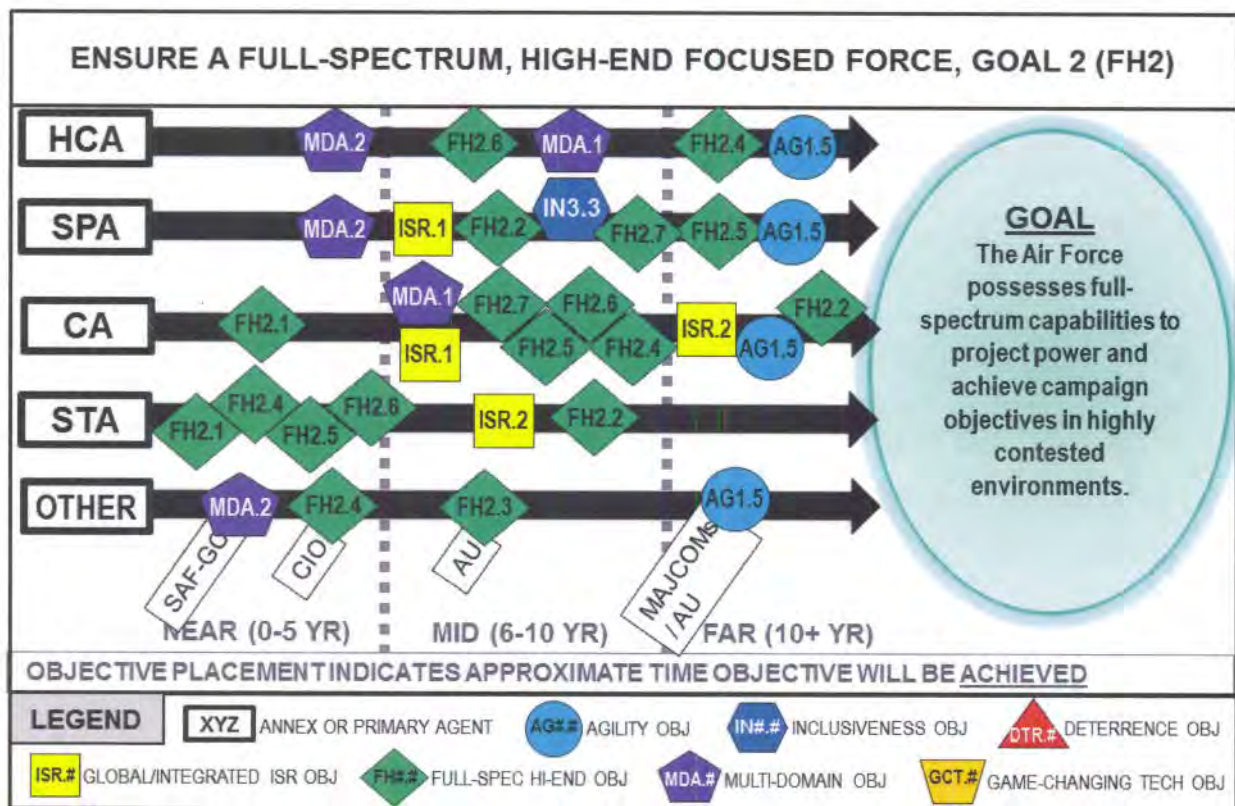 ENSURE A FULL-SPECTRUM, HIGH-END FOCUSED FORCE, GOAL 2 (FH2)
HCA
MDA.2
FH2.6
MDA.1
FH2.4
AG1.5
SPA
MDA.2
ISR.1
FH2.2
IN3.3
FH2.7
FH2.5
AG1.5
CA
FH2.1
MDA.1
ISR.1
FH2.7
FH2.5
FH2.6
FH2.4
ISR.2
AG1.5
FH2.2
STA
FH2.1
FH2.4
FH2.5
FH2.6
ISR.2
FH2.2
OTHER
MDA.2
FH2.4
FH2.3
AG1.5
SAF-GC
CIO
AU
MAJCOMs
/AU
NEAR (0-5 YR)
MID (6-10 YR)
FAR (10+ YR)
GOAL
The Air Force
possesses full-
spectrum capabilities to
project power and
achieve campaign
objectives in highly
contested
environments.
OBJECTIVE PLACEMENT INDICATES APPROXIMATE TIME OBJECTIVE WILL BE ACHIEVED
LEGEND
XYZ ANNEX OR PRIMARY AGENT
AG#.# AGILITY OBJ
IN#.# INCLUSIVENESS OBJ
DTR.# DETERRENCE OBJ
ISR.# GLOBAL/INTEGRATED ISR OBJ
FH#.# FULL-SPEC HI-END OBJ
MDA.# MULTI-DOMAIN OBJ
GCT.# GAME-CHANGING TECH OBJ